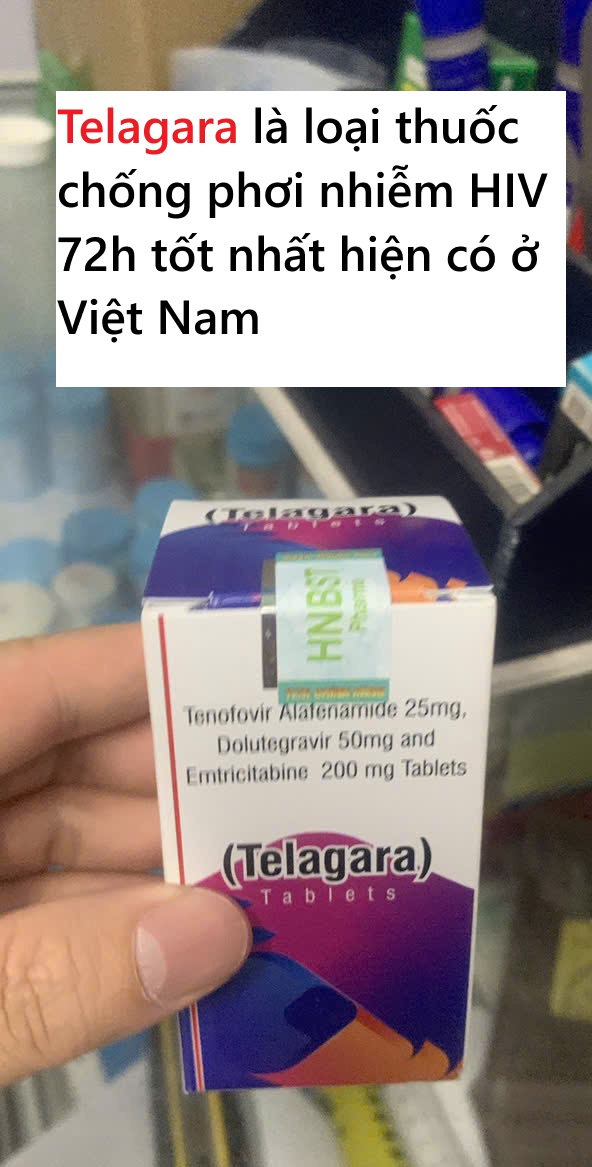 Telagara là loại thuốc
chống phơi nhiễm HIV
72h tốt nhất hiện có ở
Việt Nam
(Telagara)
Tablets
HNBST
Pharma
Tenofovir Alafenamide 25mg,
Dolutegravir 50mg and
Emtricitabine 200 mg Tablets
(Telagara)
Tablets